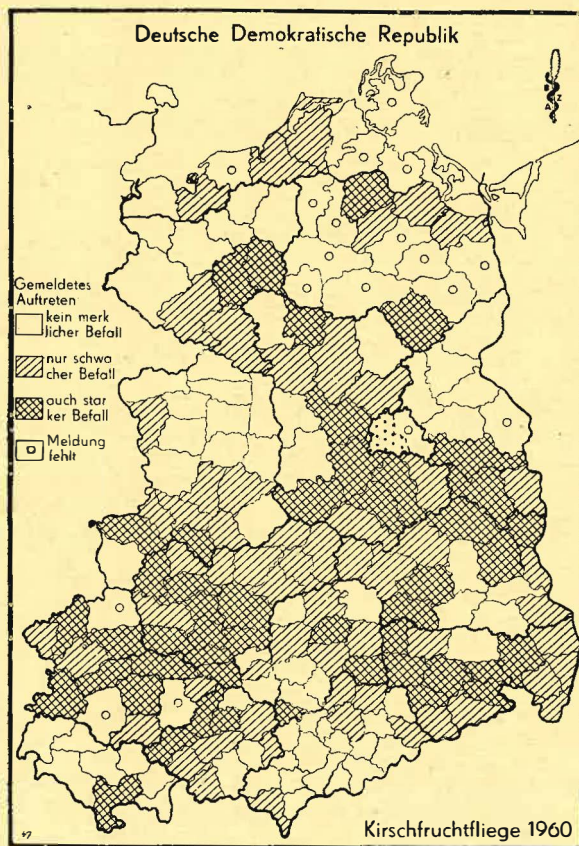 Deutsche Demokratische Republik
Gemeldetes
Auftreten
kein merk
licher Befall
nur schwa
cher Befall
auch star
ker Befall
Meldung
fehlt
Kirschfruchtfliege 1960